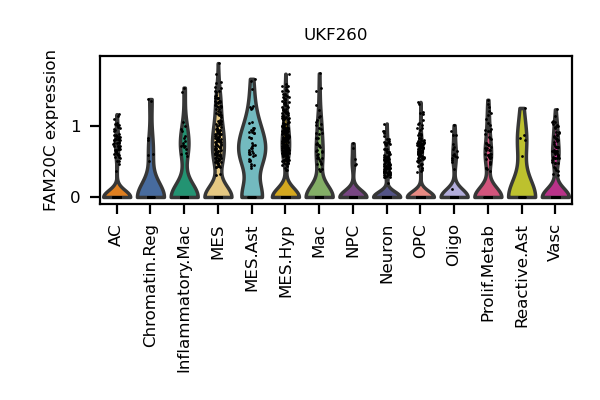 UKF260
FAM20C expression
1
0
AC
Chromatin.Reg
Inflammatory.Mac
MES
MES.Ast
MES.Hyp
Mac
NPC
Neuron
OPC
Oligo
Prolif.Metab
Reactive.Ast
Vasc